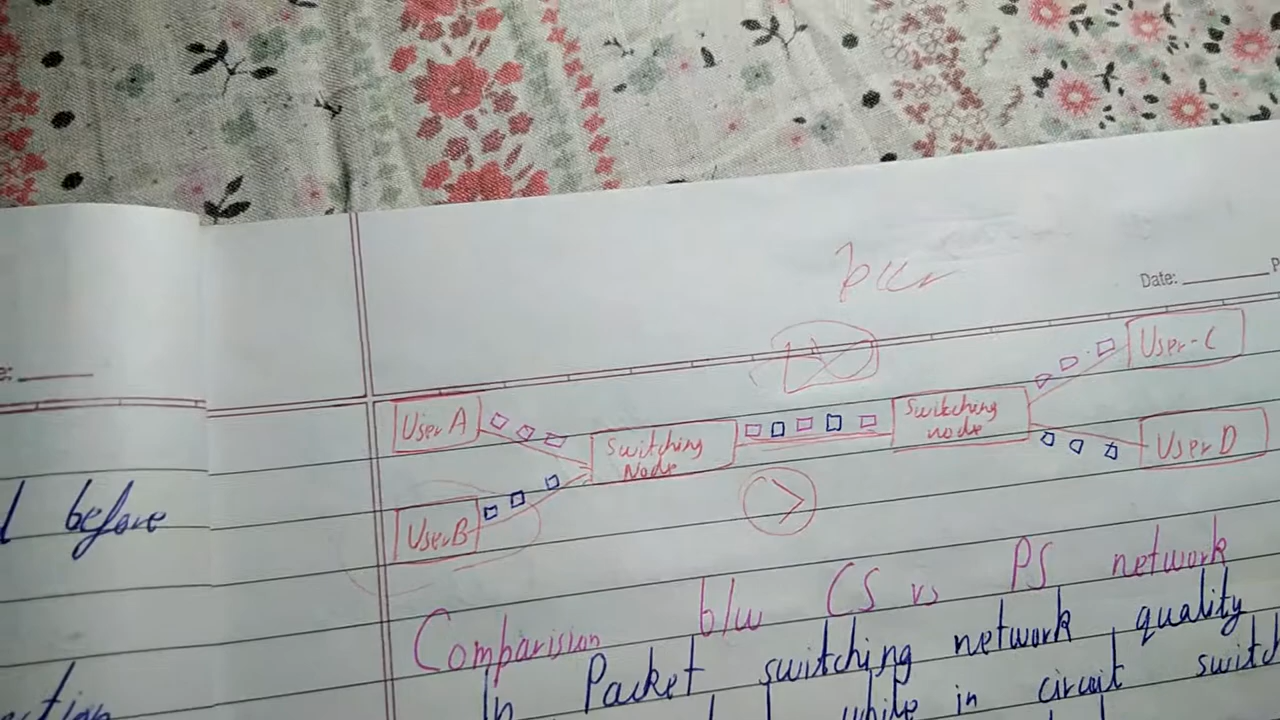 Date:
User-C
User A
Switching
Node
Switching
node
User D
User B
l before
Comparision b/w CS vs PS network
In Packet switching network, quality
while in circuit switch